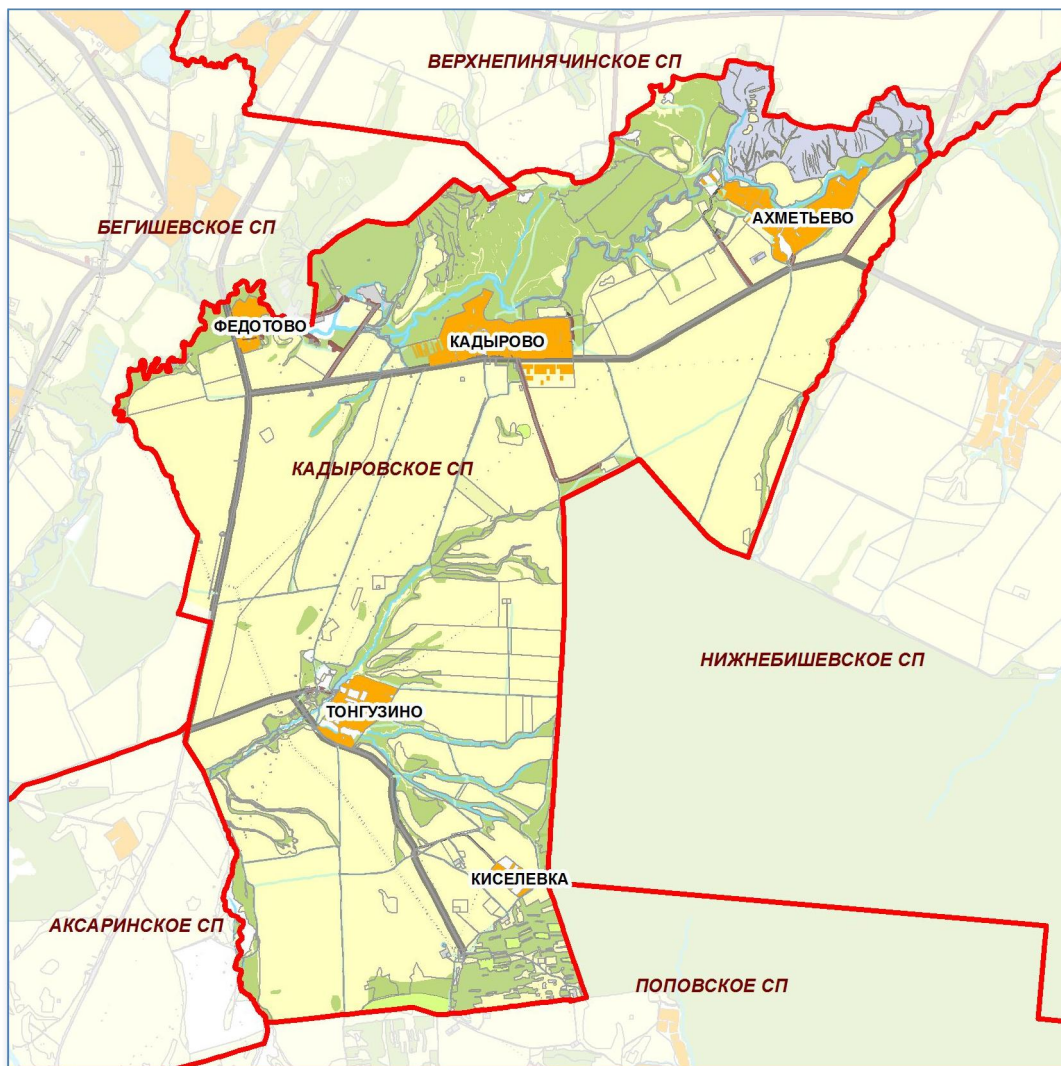 ВЕРХНЕПИНЯЧИНСКОЕ СП
АХМЕТЬЕВО
БЕГИШЕВСКОЕ СП
ФЕДОТОВО
КАДЫРОВО
КАДЫРОВСКОЕ СП
НИЖНЕБИШЕВСКОЕ СП
ТОНГУЗИНО
КИСЕЛЕВКА
АКСАРИНСКОЕ СП
ПОПОВСКОЕ СП